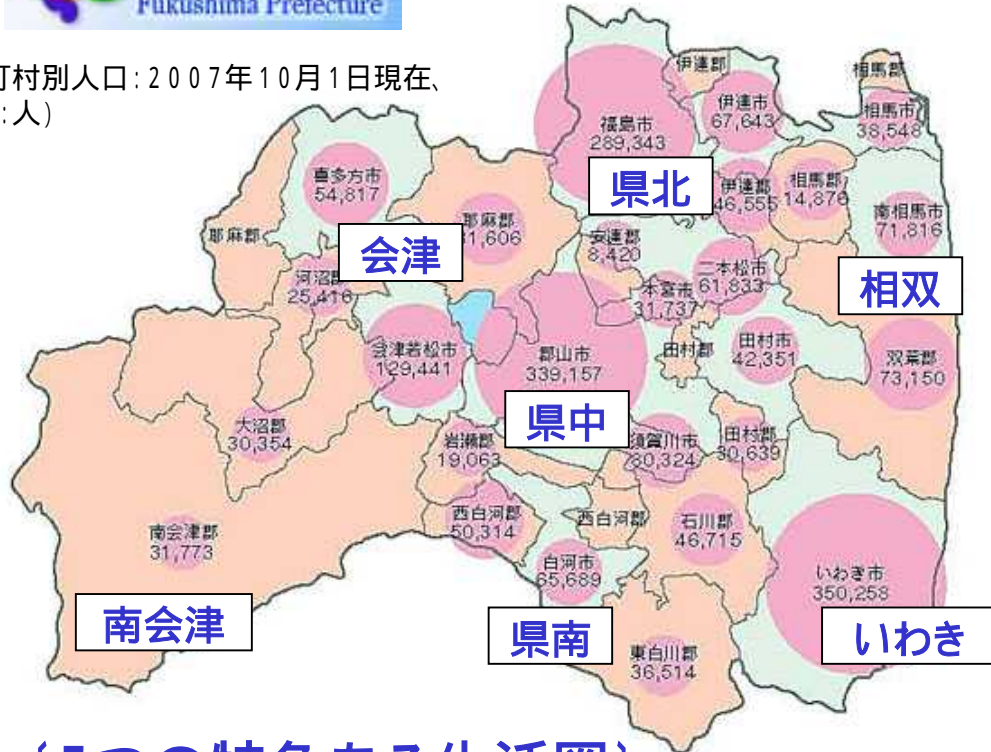 Fukushima Prefecture
町村別人口:2007年10月1日現在、
:人)
伊達郡
相馬郡
福島市
289,343
伊達市
67,643
相馬市
38,548
喜多方市
54,817
県北
伊達郡
46,555
相馬郡
14,876
南相馬市
71,816
耶麻郡
耶麻郡
31,606
会津
安達郡
8,420
二本松市
61,833
相双
河沼郡
25,416
本宮市
31,737
会津若松市
129,441
郡山市
339,157
田村郡
田村市
42,351
双葉郡
73,150
県中
大沼郡
30,354
岩瀬郡
19,063
須賀川市
80,324
田村郡
30,639
西白河郡
50,314
西白河郡
石川郡
46,715
南会津郡
31,773
白河市
65,689
いわき市
350,258
南会津
県南
いわき
東白川郡
36,514